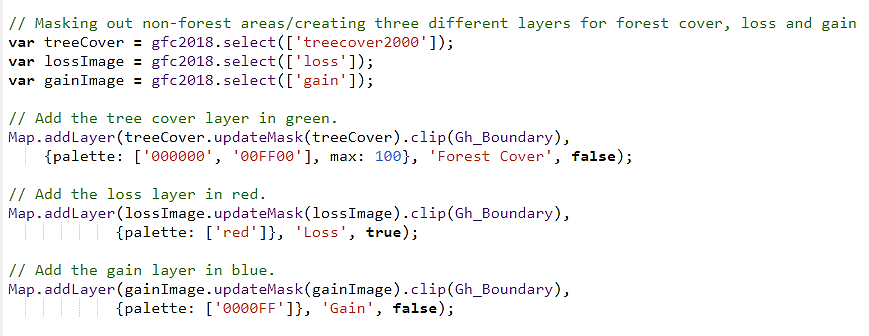 // Masking out non-forest areas/creating three different layers for forest cover, loss and gain
var treeCover = gfc2018.select(['treecover2000']);
var lossImage = gfc2018.select(['loss']);
var gainImage = gfc2018.select(['gain']);
// Add the tree cover layer in green.
Map.addLayer(treeCover.updateMask(treeCover).clip(Gh_Boundary),
{palette: ['000000', '00FF00'], max: 100}, 'Forest Cover', false);
// Add the loss layer in red.
Map.addLayer(lossImage.updateMask(lossImage).clip(Gh_Boundary),
{palette: ['red']}, 'Loss', true);
// Add the gain layer in blue.
Map.addLayer(gainImage.updateMask(gainImage).clip(Gh_Boundary),
{palette: ['0000FF']}, 'Gain', false);